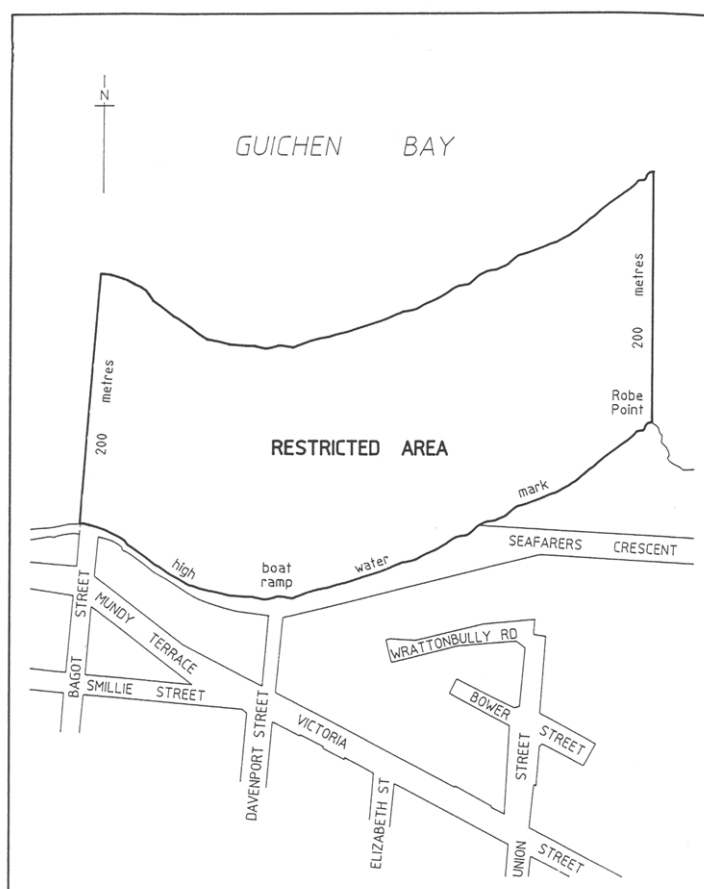 N
GUICHEN BAY
200 metres
200 metres
Robe
Point
RESTRICTED AREA
mark
water
boat
ramp
high
SEAFARERS CRESCENT
BAGOT STREET
MUNDY TERRACE
SMILLIE STREET
WRATTONBULLY RD
BOWER STREET
VICTORIA STREET
DAVENPORT STREET
ELIZABETH ST
UNION STREET